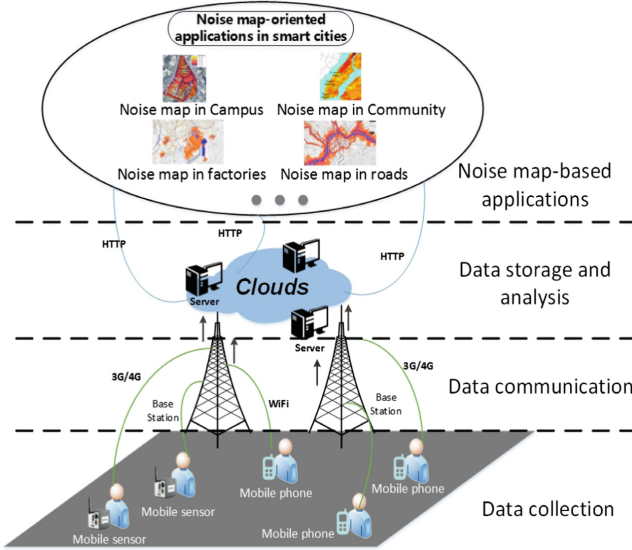 Noise map-oriented
applications in smart cities
Noise map in Campus
Noise map in Community
Noise map in factories
Noise map in roads
Noise map-based
applications
HTTP
HTTP
HTTP
Data storage and
analysis
Clouds
Server
Server
3G/4G
3G/4G
Base
Station
WiFi
Base
Station
Data communication
Mobile phone
Mobile phone
Mobile sensor
Mobile sensor
Mobile phone
Data collection